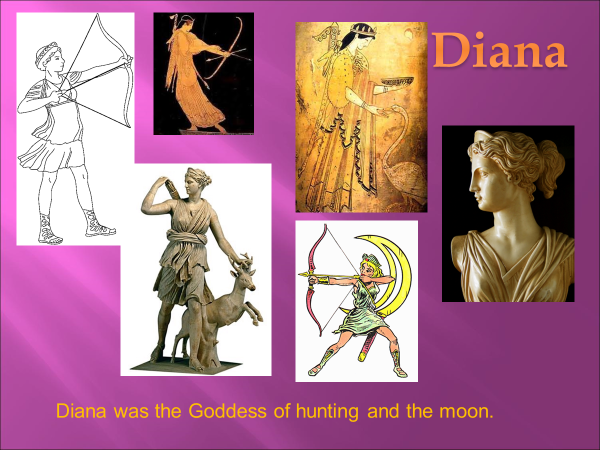 Diana
Diana was the Goddess of hunting and the moon.